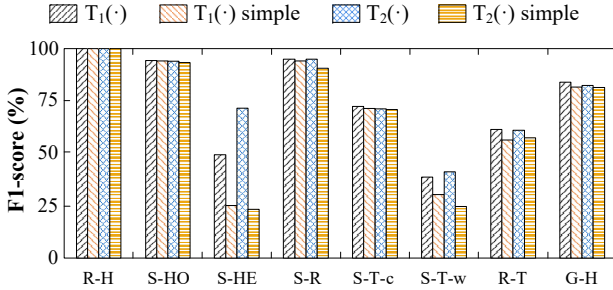 T₁(·) T₁(·) simple T₂(·) T₂(·) simple
F1-score (%)
100
75
50
25
0
R-H S-HO S-HE S-R S-T-c S-T-w R-T G-H